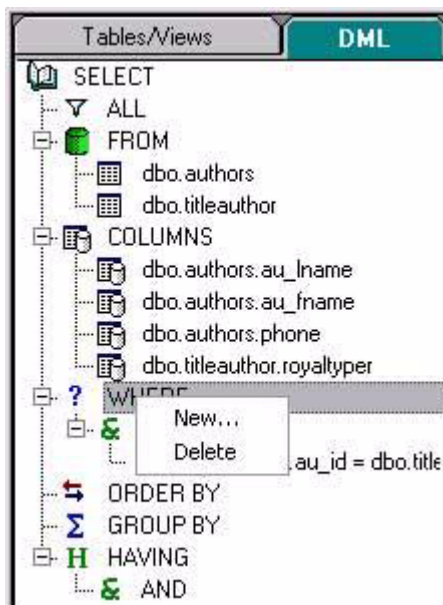 Tables/Views DML
SELECT
ALL
FROM
dbo.authors
dbo.titleauthor
COLUMNS
dbo.authors.au_lname
dbo.authors.au_fname
dbo.authors.phone
dbo.titleauthor.royaltyper
? WHERE
New...
&
Delete
.au_id = dbo.title
ORDER BY
Σ GROUP BY
H HAVING
& AND